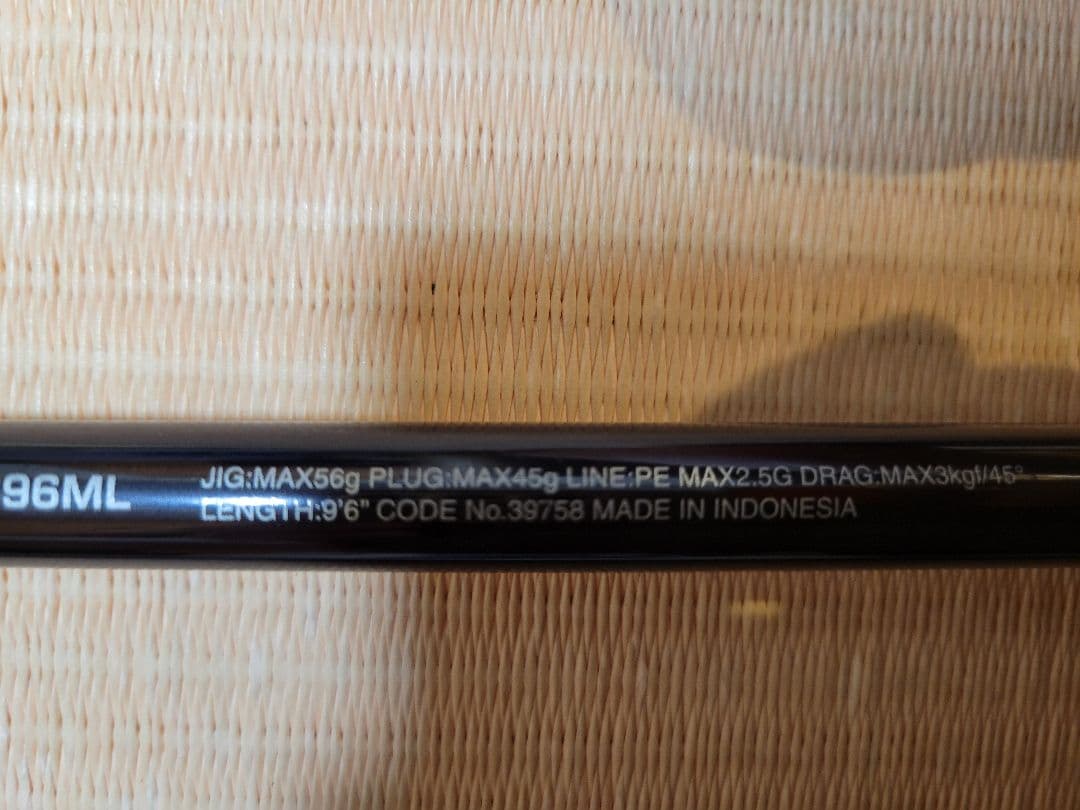 96ML
JIG:MAX56g PLUG:MAX45g LINE:PE MAX2.5G DRAG:MAX3kgf/45°
LENGTH:9'6" CODE No.39758 MADE IN INDONESIA